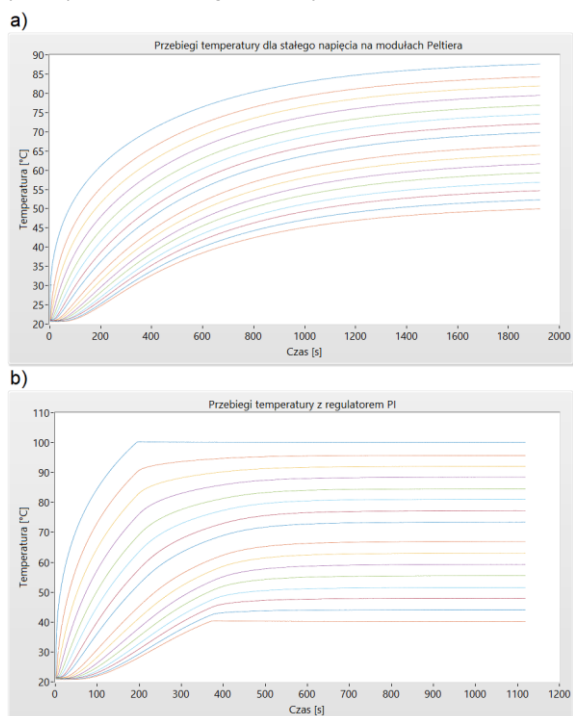 a)
Przebiegi temperatury dla stałego napięcia na modułach Peltiera
Temperatura [°C]
90
85
80
75
70
65
60
55
50
45
40
35
30
25
20
0 200 400 600 800 1000 1200 1400 1600 1800 2000
Czas [s]
b)
Przebiegi temperatury z regulatorem PI
Temperatura [°C]
110
100
90
80
70
60
50
40
30
20
0 100 200 300 400 500 600 700 800 900 1000 1100 1200
Czas [s]